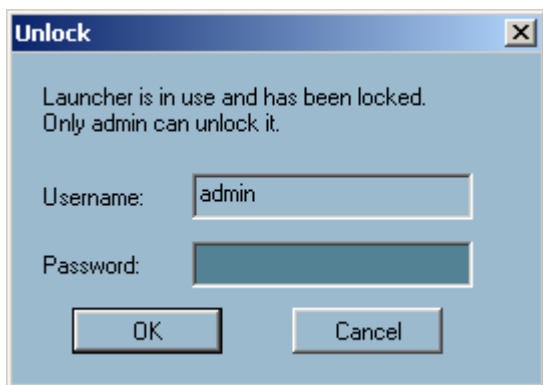 Unlock
Launcher is in use and has been locked.
Only admin can unlock it.
Username: admin
Password:
OK Cancel